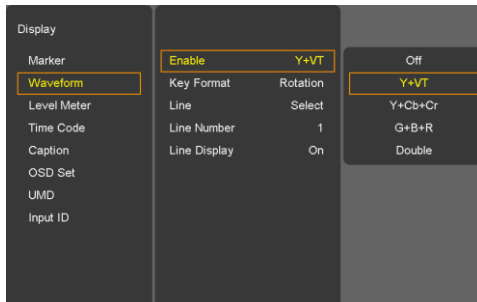 Display
Marker
Waveform
Level Meter
Time Code
Caption
OSD Set
UMD
Input ID
Enable Y+VT
Key Format Rotation
Line Select
Line Number 1
Line Display On
Off
Y+VT
Y+Cb+Cr
G+B+R
Double